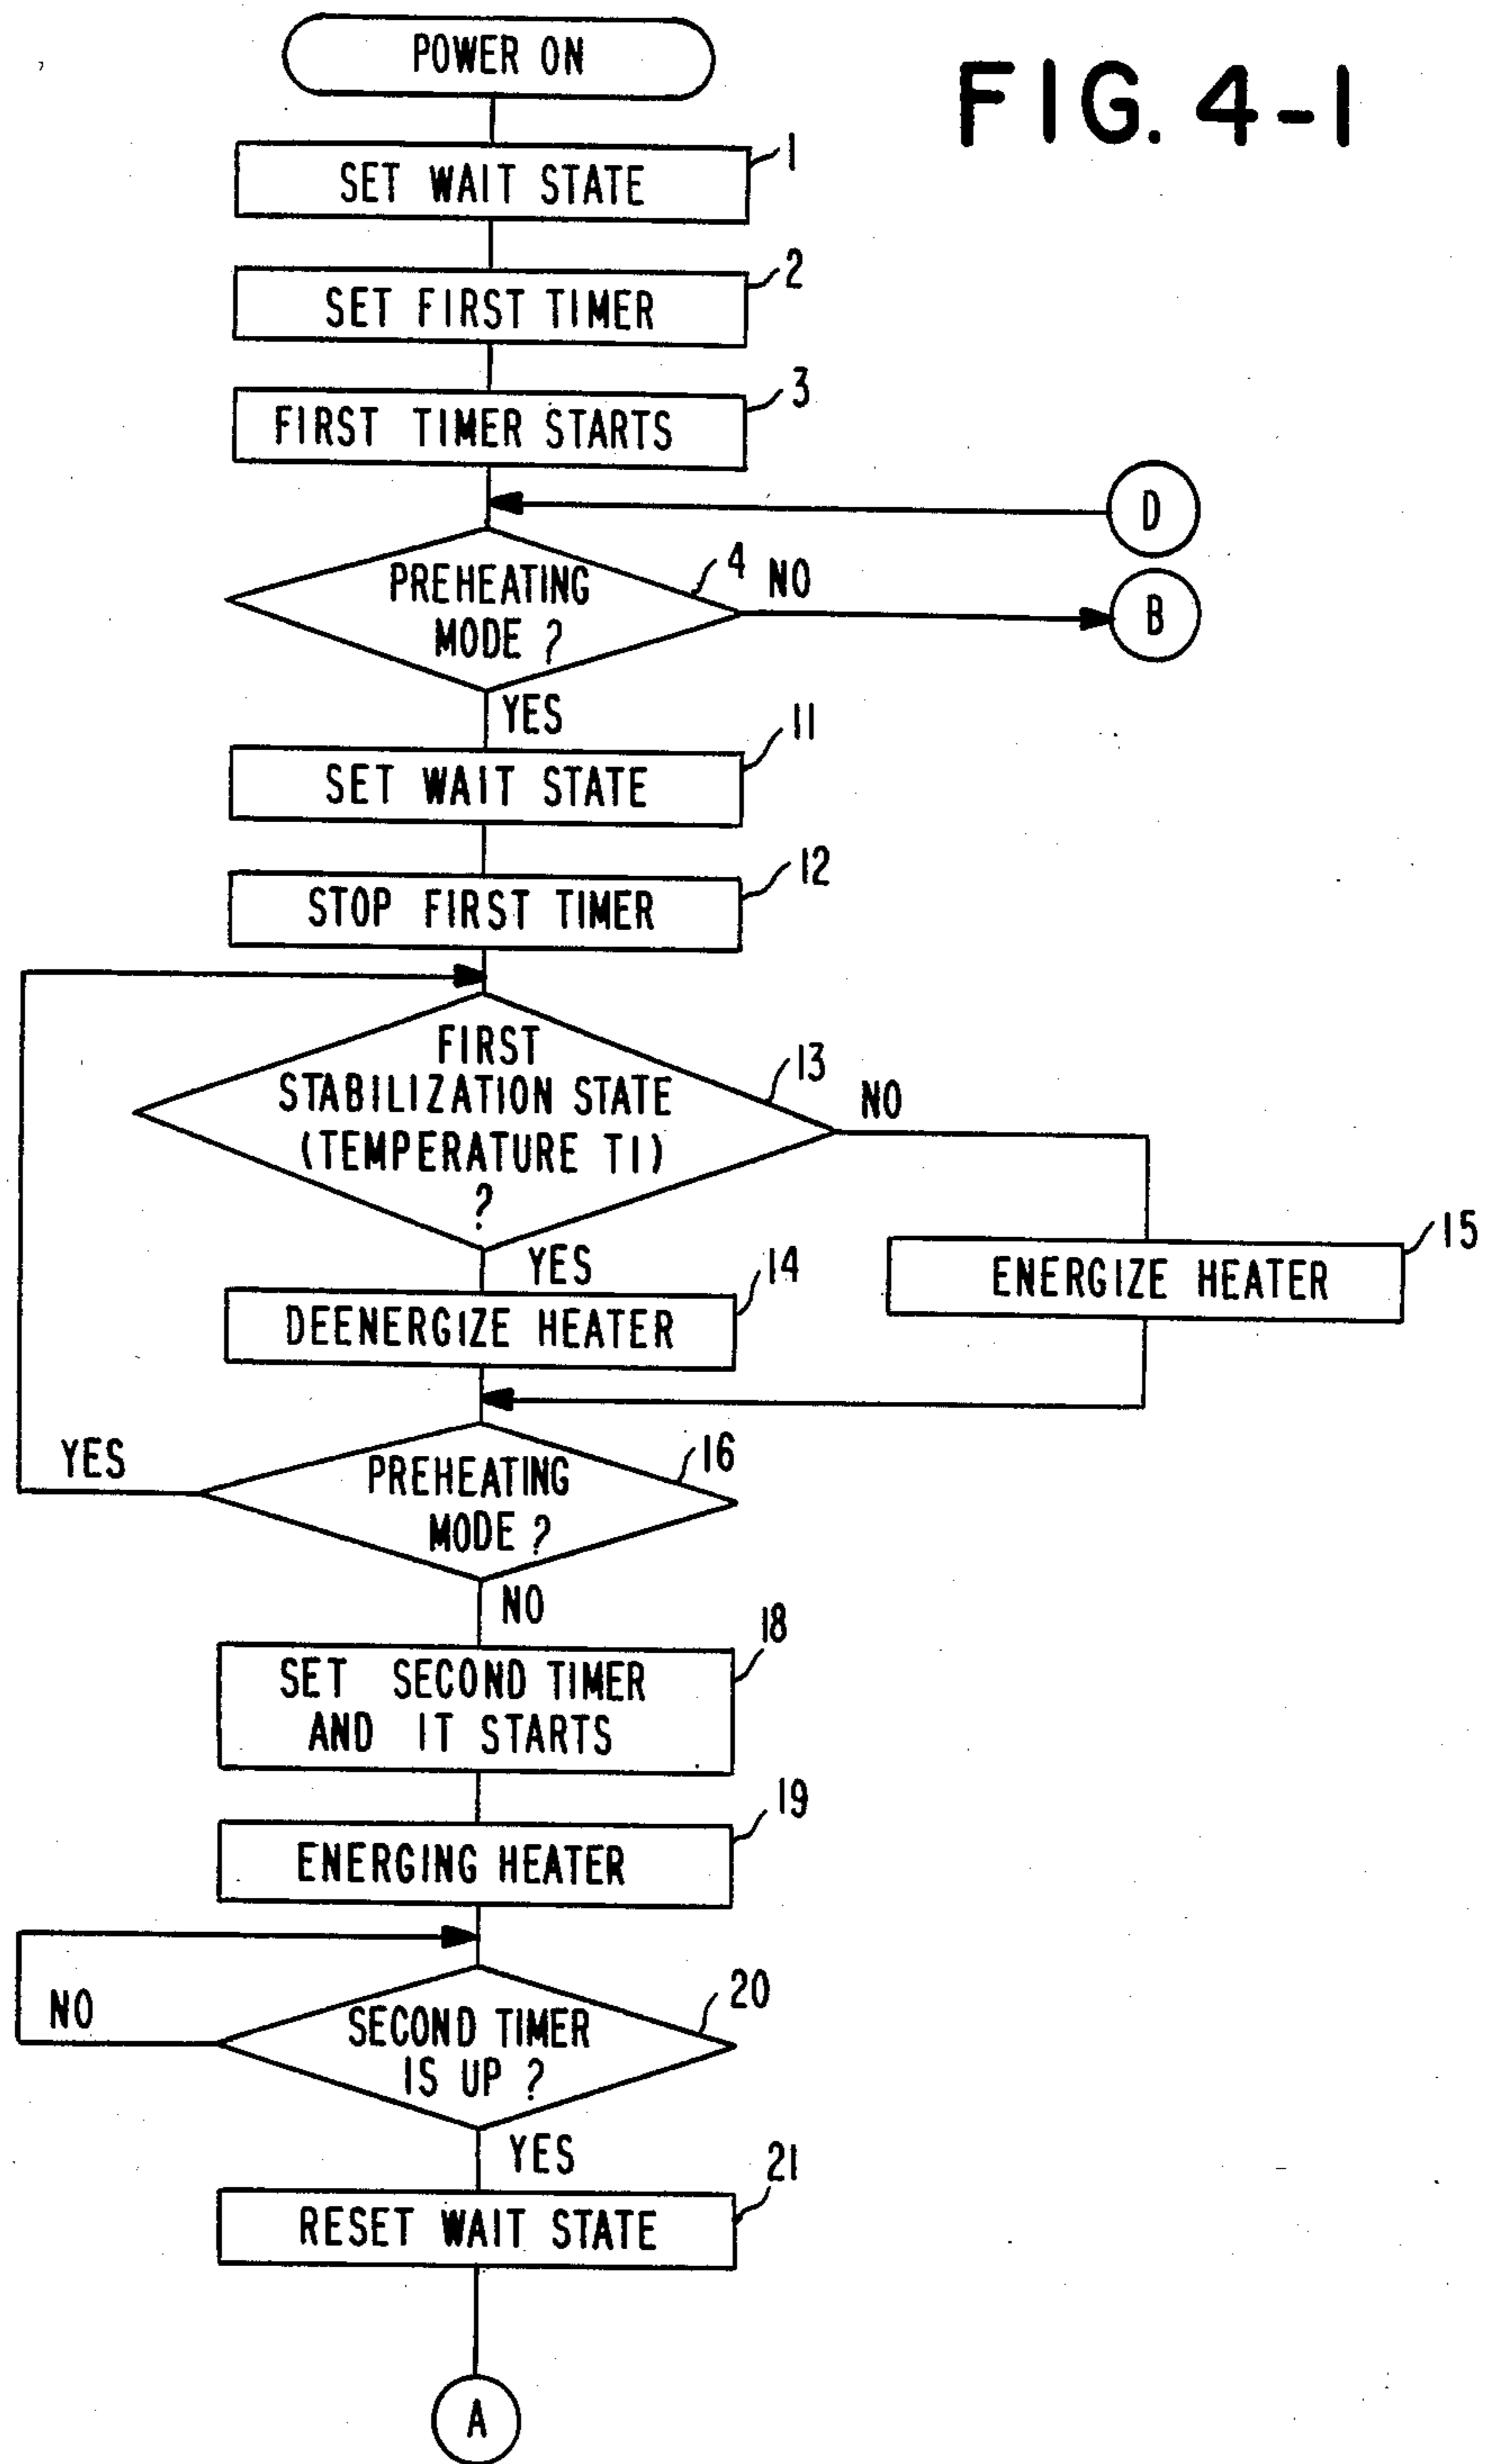 POWER ON
FIG. 4-1
1
SET WAIT STATE
2
SET FIRST TIMER
3
FIRST TIMER STARTS
D
4 NO
PREHEATING
MODE ?
B
YES
11
SET WAIT STATE
12
STOP FIRST TIMER
FIRST
STABILIZATION STATE
(TEMPERATURE T1)
?
13
NO
YES
14
DEENERGIZE HEATER
15
ENERGIZE HEATER
YES
16
PREHEATING
MODE ?
NO
18
SET SECOND TIMER
AND IT STARTS
19
ENERGING HEATER
NO
20
SECOND TIMER
IS UP ?
YES
21
RESET WAIT STATE
A